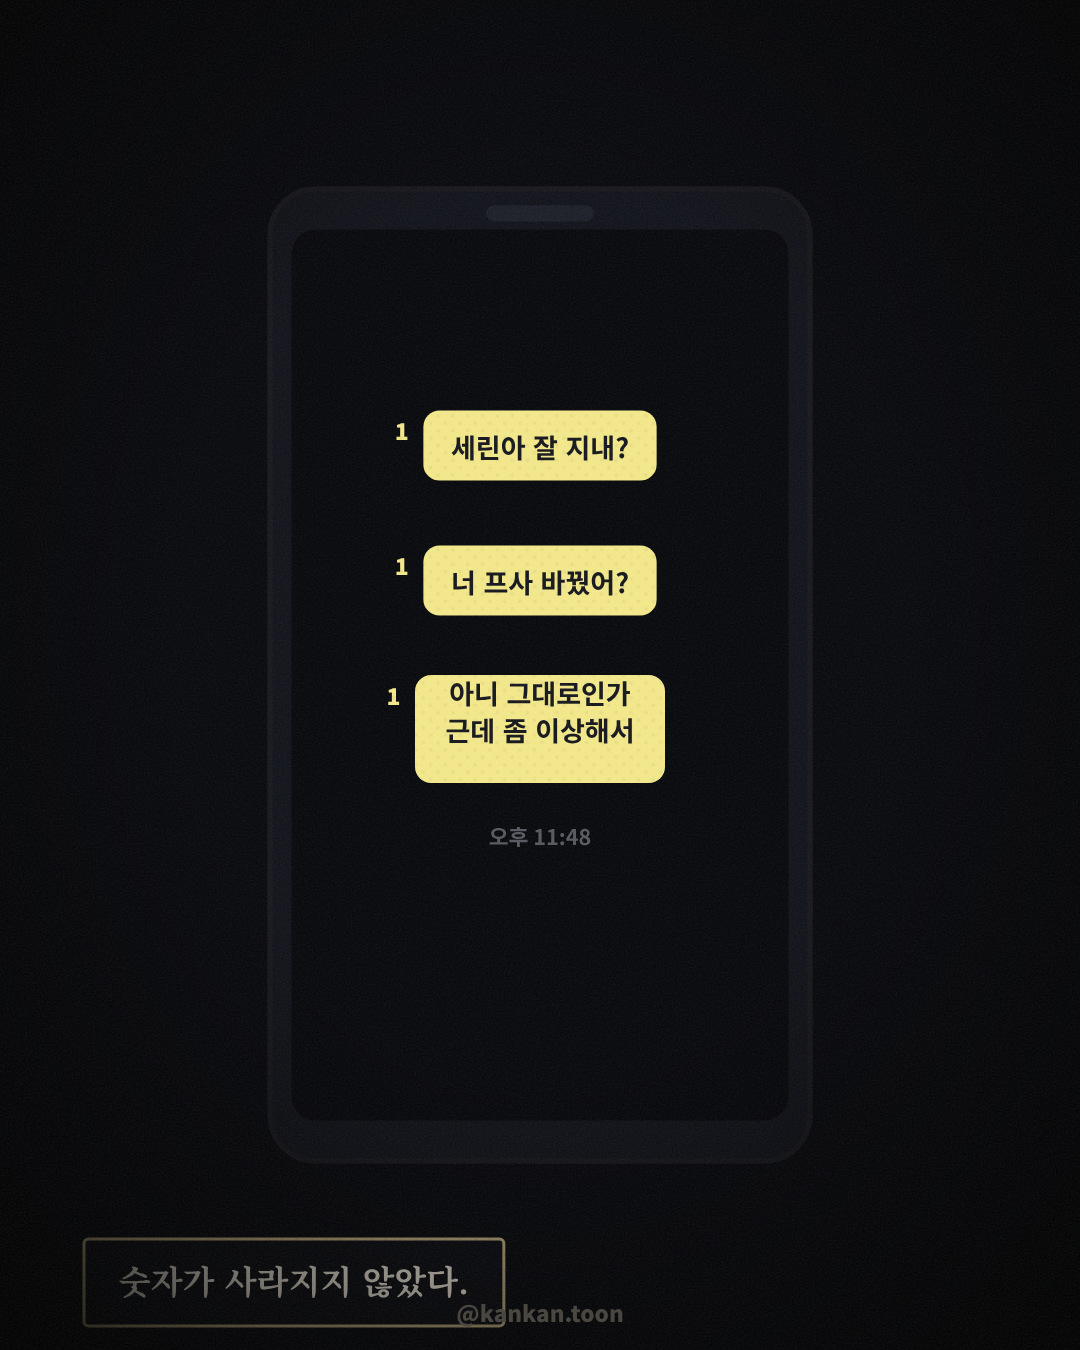 1
세린아 잘 지내?
1
너 프사 바꿨어?
1
아니 그대로인가
근데 좀 이상해서
오후 11:48
숫자가 사라지지 않았다.
@kankan.toon